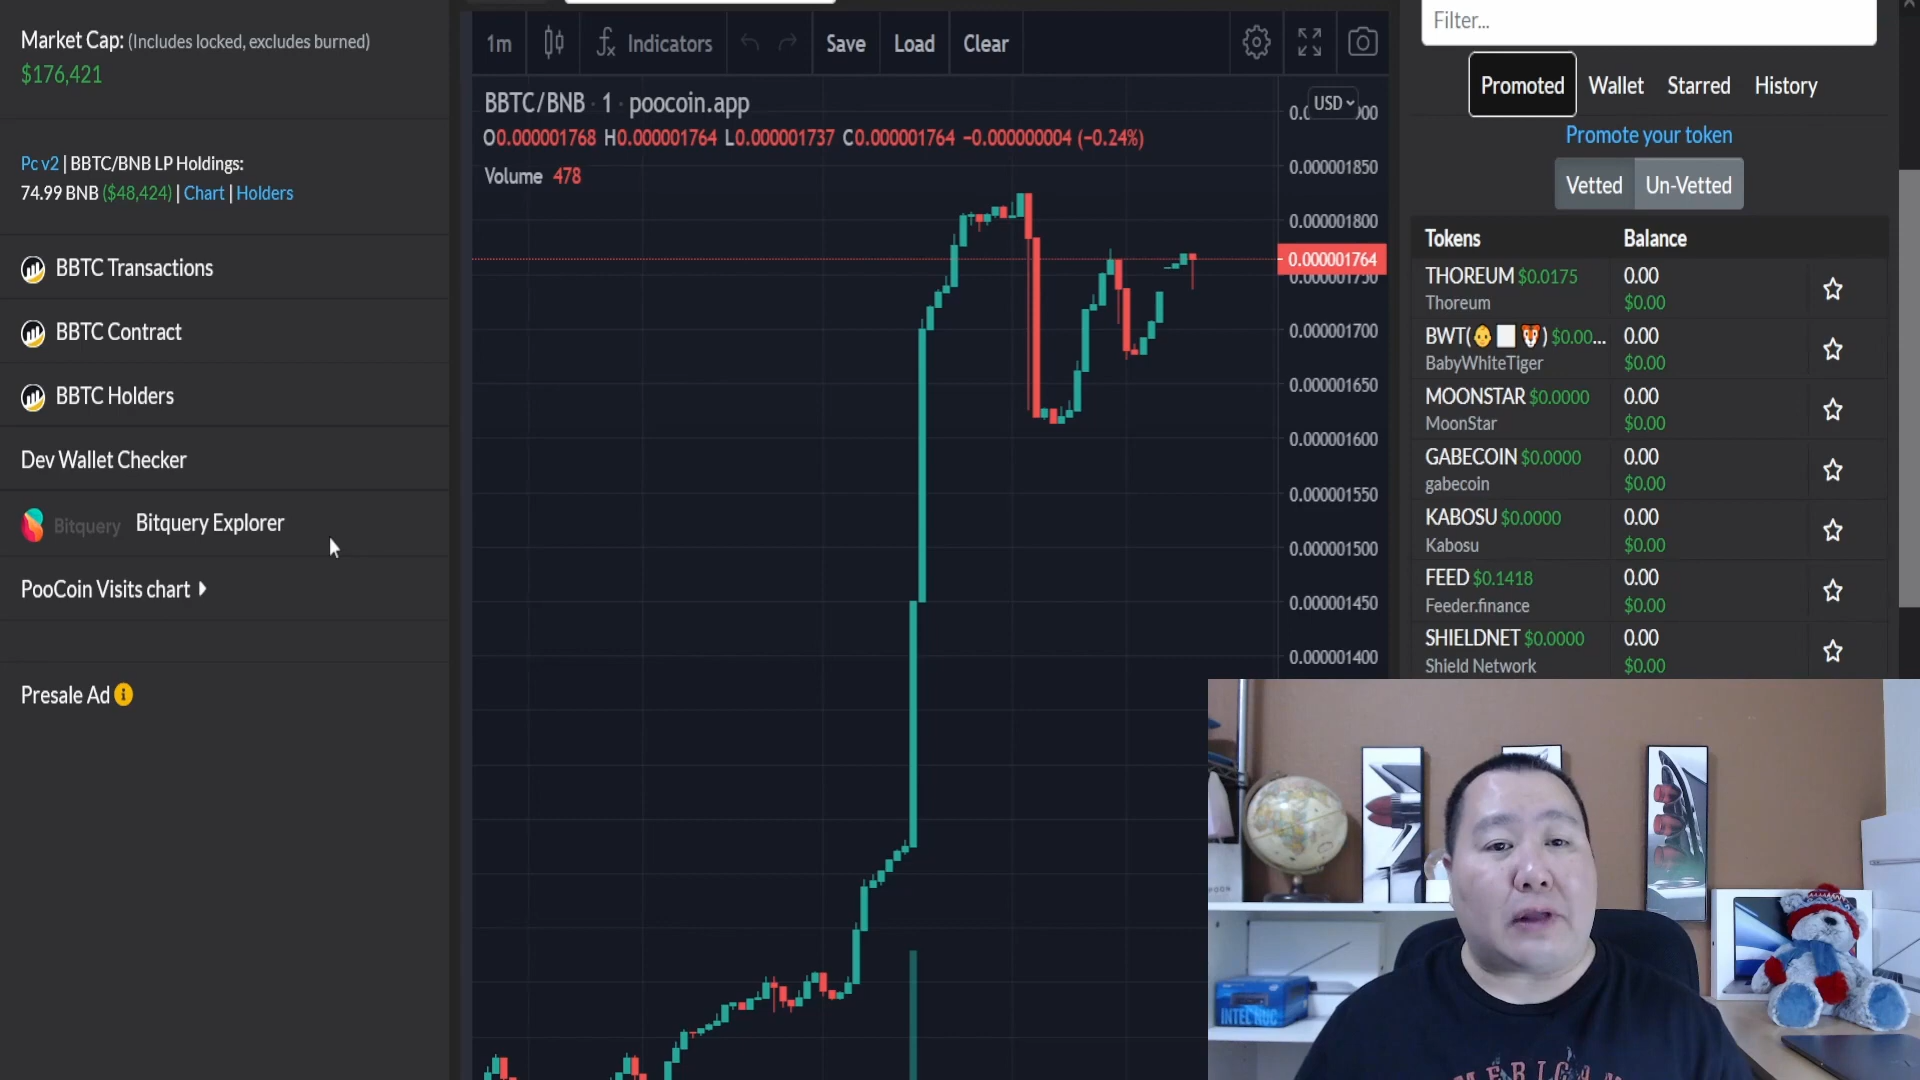 Market Cap: (Includes locked, excludes burned)
$176,421
Pc v2 | BBTC/BNB LP Holdings:
74.99 BNB ($48,424) | Chart | Holders
BBTC Transactions
BBTC Contract
BBTC Holders
Dev Wallet Checker
Bitquery Bitquery Explorer
PooCoin Visits chart
Presale Ad
1m Indicators Save Load Clear
BBTC/BNB · 1 · poocoin.app
O0.000001768 H0.000001764 L0.000001737 C0.000001764 −0.000000004 (−0.24%)
Volume 478
USD
0.000001850
0.000001800
0.000001764
0.000001750
0.000001700
0.000001650
0.000001600
0.000001550
0.000001500
0.000001450
0.000001400
Filter...
Promoted Wallet Starred History
Promote your token
Vetted Un-Vetted
Tokens Balance
THOREUM $0.0175 0.00
Thoreum $0.00
BWT(👶⬜🐯) $0.00... 0.00
BabyWhiteTiger $0.00
MOONSTAR $0.0000 0.00
MoonStar $0.00
GABECOIN $0.0000 0.00
gabecoin $0.00
KABOSU $0.0000 0.00
Kabosu $0.00
FEED $0.1418 0.00
Feeder.finance $0.00
SHIELDNET $0.0000 0.00
Shield Network $0.00
INTEL NUC